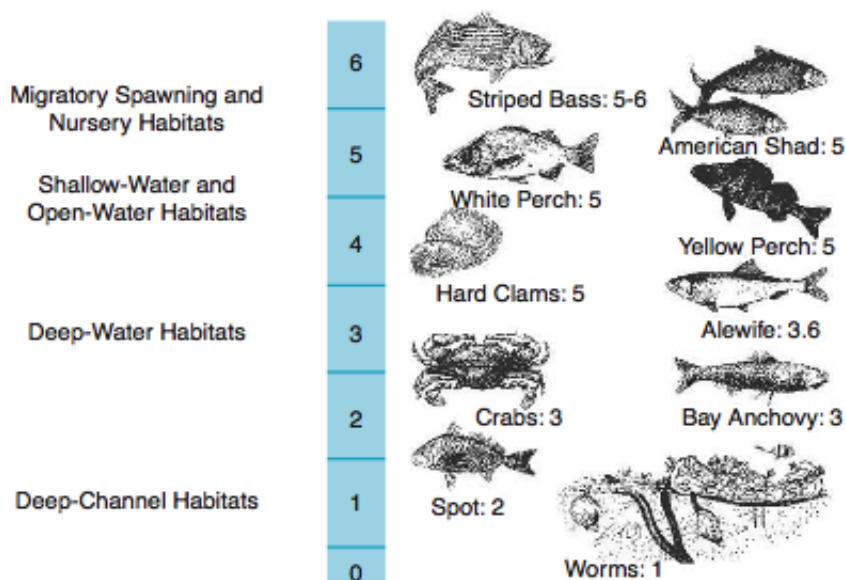 Migratory Spawning and
Nursery Habitats
Shallow-Water and
Open-Water Habitats
Deep-Water Habitats
Deep-Channel Habitats
6
5
4
3
2
1
0
Striped Bass: 5-6
American Shad: 5
White Perch: 5
Yellow Perch: 5
Hard Clams: 5
Alewife: 3.6
Crabs: 3
Bay Anchovy: 3
Spot: 2
Worms: 1